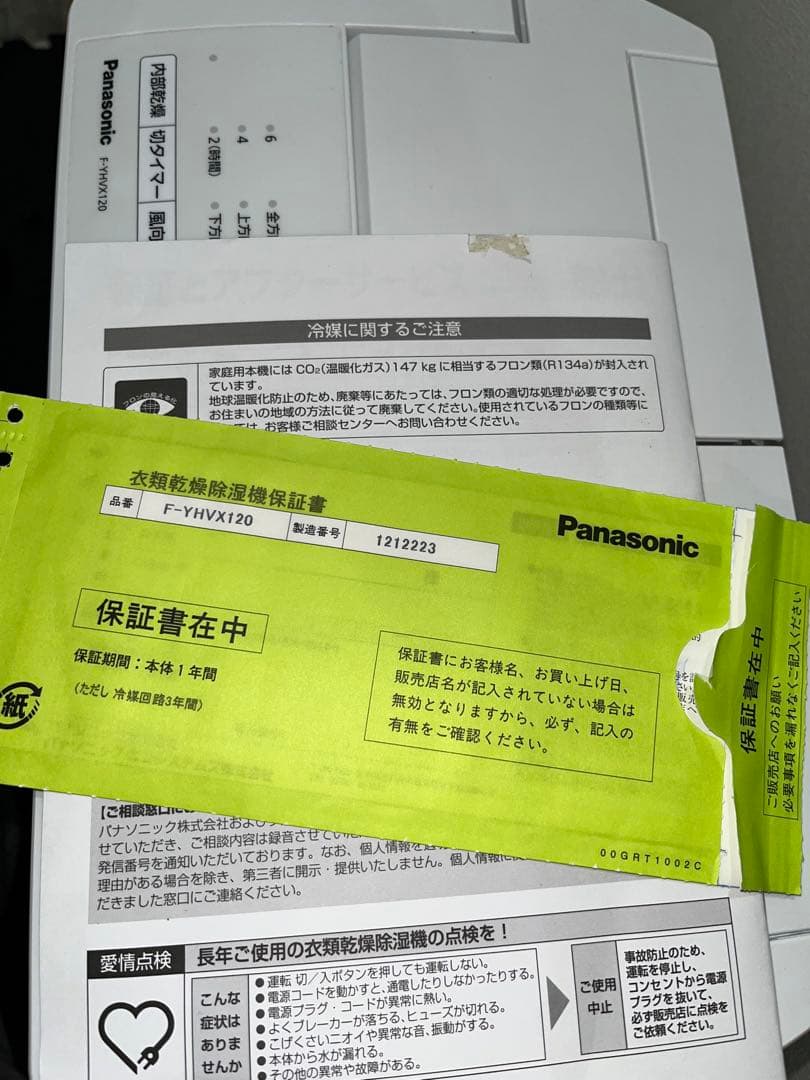 Panasonic F-YHVX120
内部乾燥 切タイマー 風向
6
4
2(時間)
全方
上方
下方
冷媒に関するご注意
フロンの見える化
家庭用本機にはCO₂(温暖化ガス)147 kgに相当するフロン類(R134a)が封入され
ています。
地球温暖化防止のため、廃棄等にあたっては、フロン類の適切な処理が必要ですので、
お住まいの地域の方法に従って廃棄してください。使用されているフロンの種類等に
ては、お客様ご相談センターへお問い合わせください。
衣類乾燥除湿機保証書
品番 F-YHVX120 製造番号 1212223
Panasonic
保証書在中
保証期間：本体1年間
(ただし 冷媒回路3年間)
保証書にお客様名、お買い上げ日、
販売店名が記入されていない場合は
無効となりますから、必ず、記入の
有無をご確認ください。
紙
00GRT1002C
保証書在中
ご販売店へのお願い
必要事項を漏れなくご記入ください
【ご相談窓口に
パナソニック株式会社およ
せていただき、ご相談内容は録音させてい
発信番号を通知いただいております。なお、個人情報を
理由がある場合を除き、第三者に開示・提供いたしません。個人情報に
だきました窓口にご連絡ください。
愛情点検 長年ご使用の衣類乾燥除湿機の点検を！
こんな
症状は
ありま
せんか
●運転 切／入ボタンを押しても運転しない。
●電源コードを動かすと、通電したりしなかったりする。
●電源プラグ・コードが異常に熱い。
●よくブレーカーが落ちる、ヒューズが切れる。
●こげくさいニオイや異常な音、振動がする。
●本体から水が漏れる。
●その他の異常や故障がある。
ご使用
中止
事故防止のため、
運転を停止し、
コンセントから電源
プラグを抜いて、
必ず販売店に点検を
ご依頼ください。